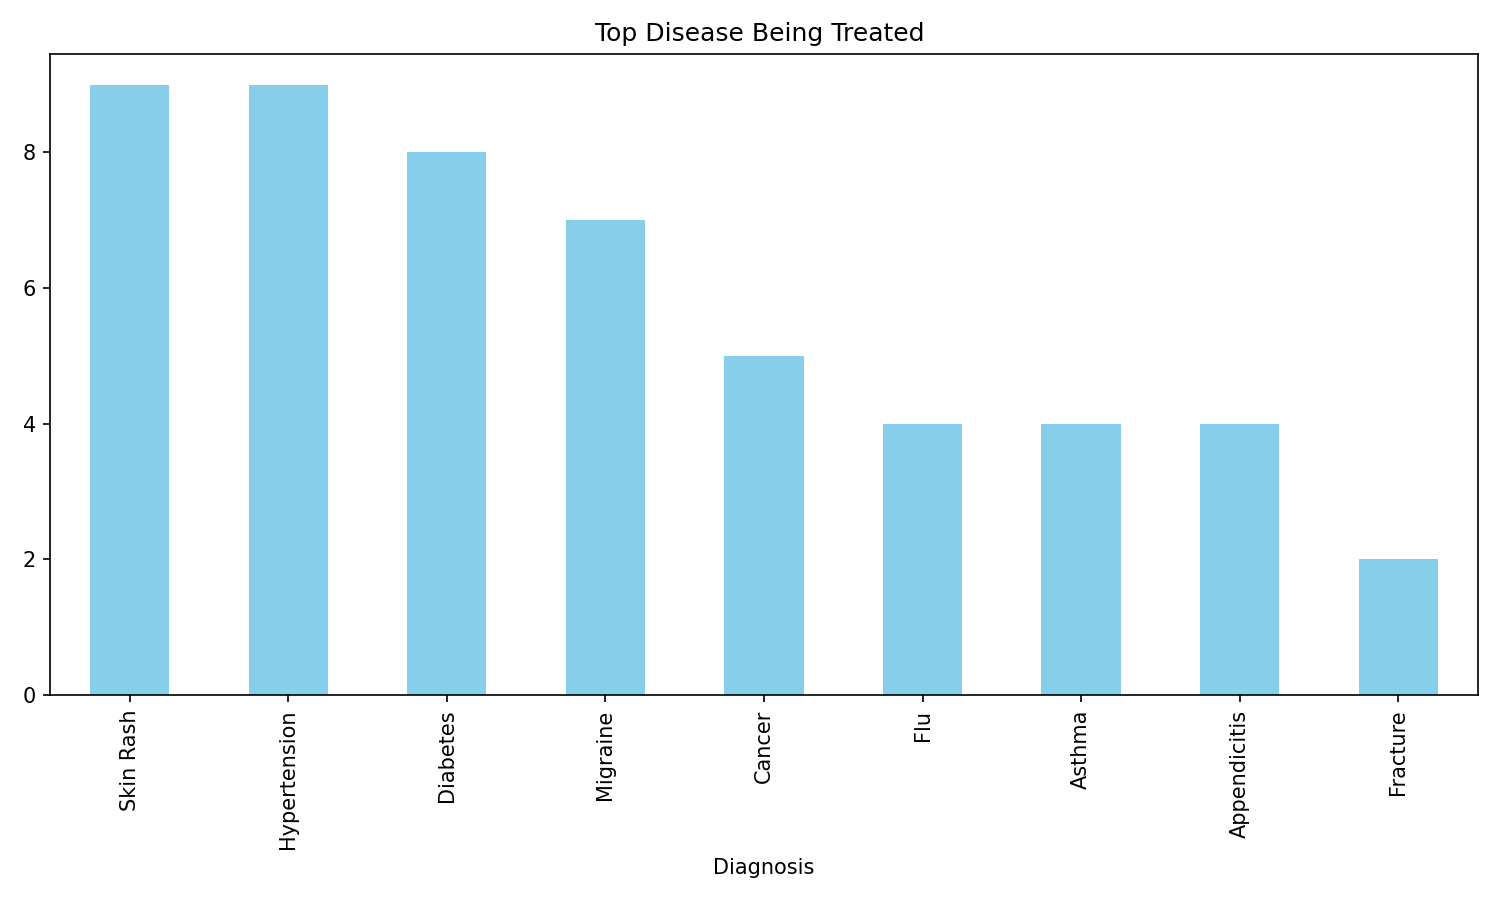 Top Disease Being Treated
8
6
4
2
0
Skin Rash
Hypertension
Diabetes
Migraine
Cancer
Flu
Asthma
Appendicitis
Fracture
Diagnosis